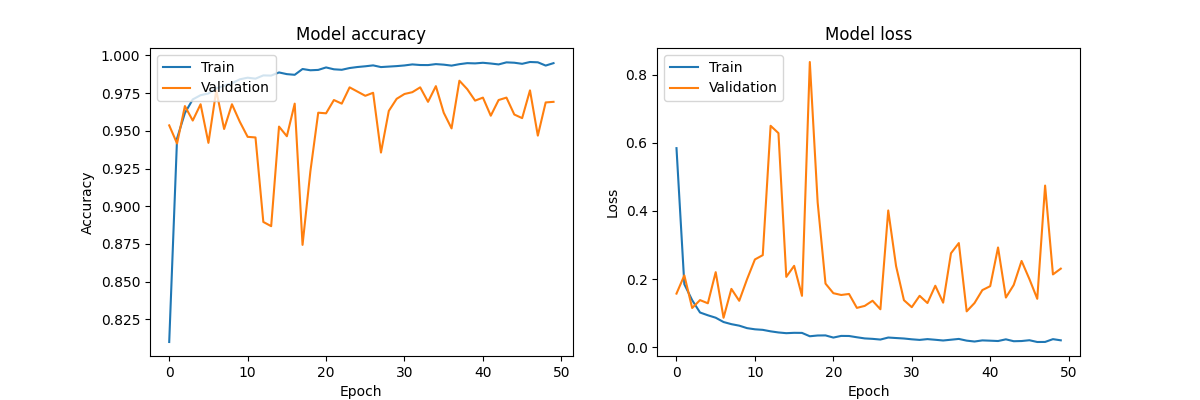 Model accuracy
Train
Validation
1.000
0.975
0.950
0.925
0.900
0.875
0.850
0.825
Accuracy
0
10
20
30
40
50
Epoch
Model loss
Train
Validation
0.8
0.6
0.4
0.2
0.0
Loss
0
10
20
30
40
50
Epoch